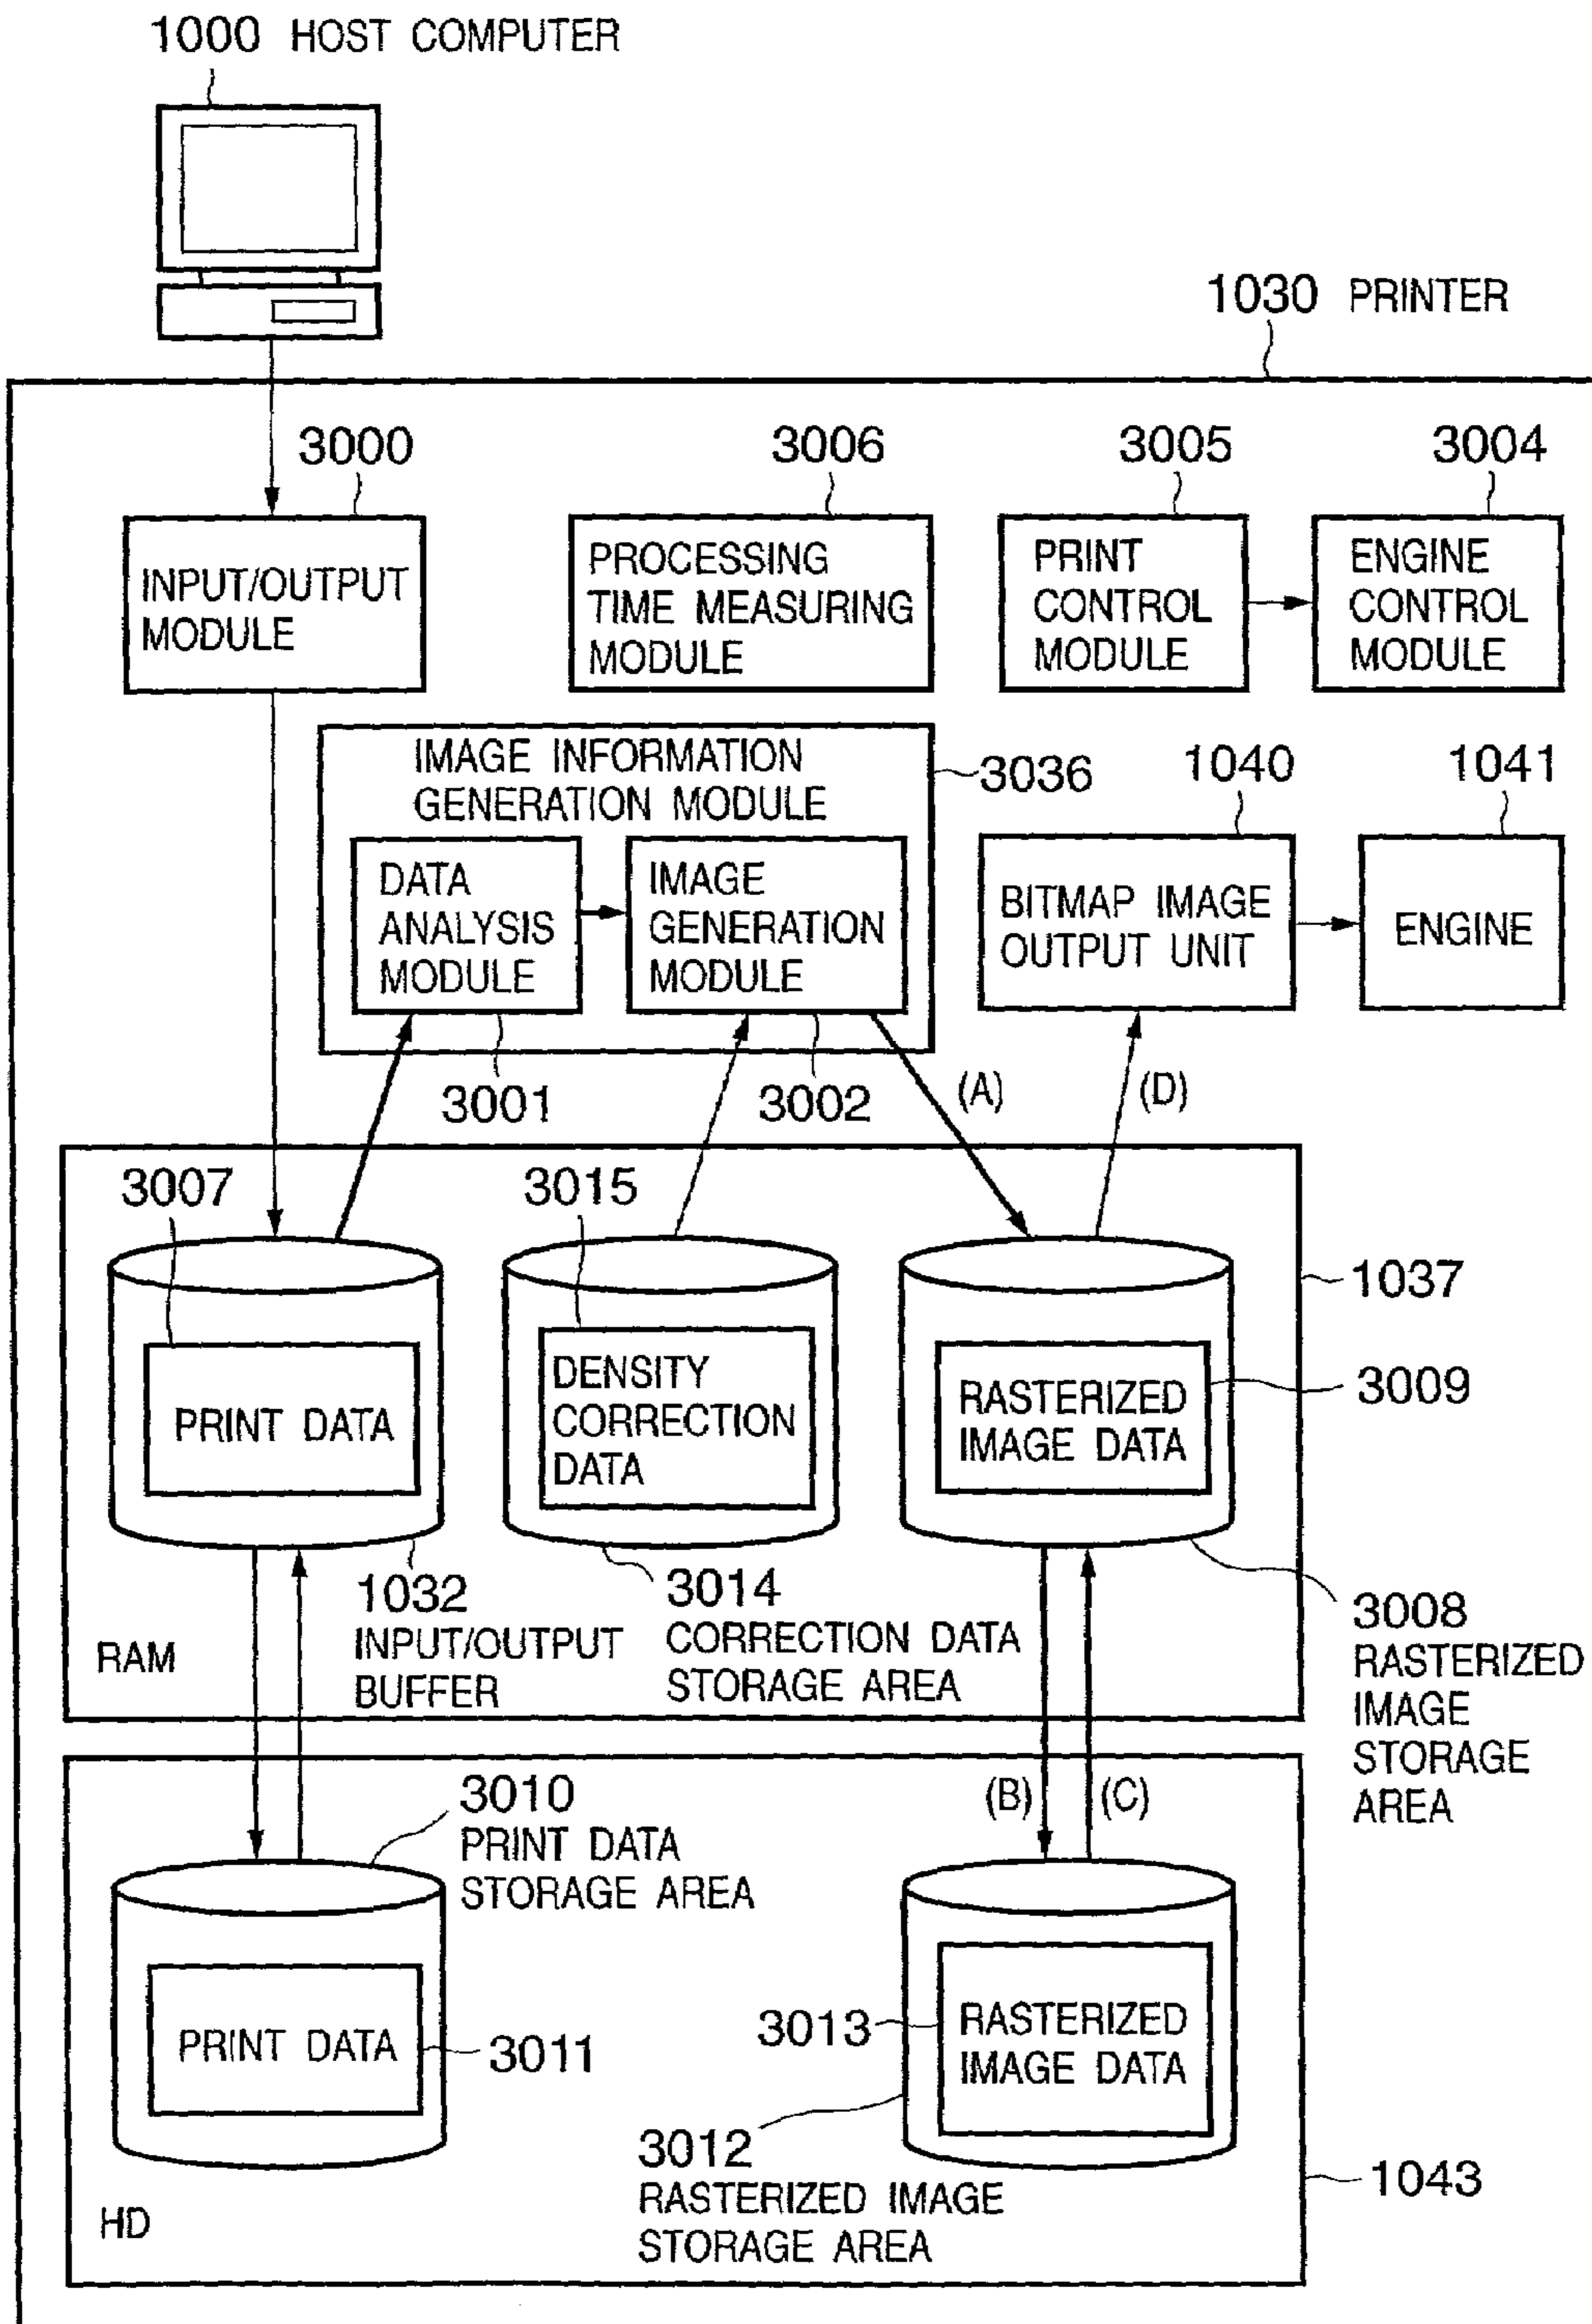 1000 HOST COMPUTER
1030 PRINTER
3000
3006
3005
3004
INPUT/OUTPUT
MODULE
PROCESSING
TIME MEASURING
MODULE
PRINT
CONTROL
MODULE
ENGINE
CONTROL
MODULE
IMAGE INFORMATION
GENERATION MODULE
3036
1040
1041
DATA
ANALYSIS
MODULE
IMAGE
GENERATION
MODULE
BITMAP IMAGE
OUTPUT UNIT
ENGINE
3001
3002
(A)
(D)
3007
3015
1037
PRINT DATA
DENSITY
CORRECTION
DATA
RASTERIZED
IMAGE DATA
3009
RAM
1032
INPUT/OUTPUT
BUFFER
3014
CORRECTION DATA
STORAGE AREA
3008
RASTERIZED
IMAGE
STORAGE
AREA
3010
PRINT DATA
STORAGE AREA
(B)
(C)
PRINT DATA
3011
3013
RASTERIZED
IMAGE DATA
3012
RASTERIZED IMAGE
STORAGE AREA
1043
HD